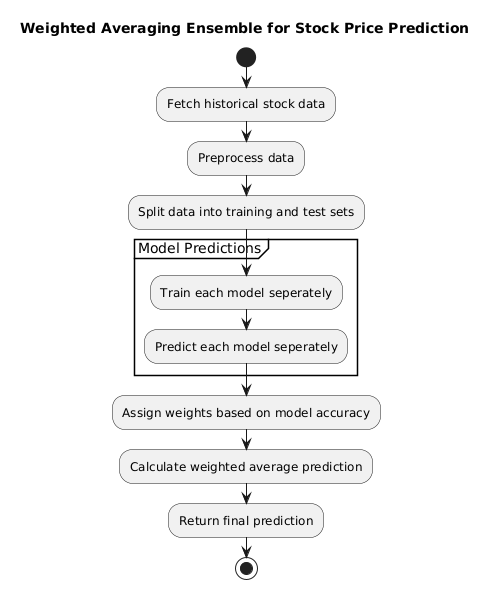 Weighted Averaging Ensemble for Stock Price Prediction
Fetch historical stock data
Preprocess data
Split data into training and test sets
Model Predictions
Train each model seperately
Predict each model seperately
Assign weights based on model accuracy
Calculate weighted average prediction
Return final prediction